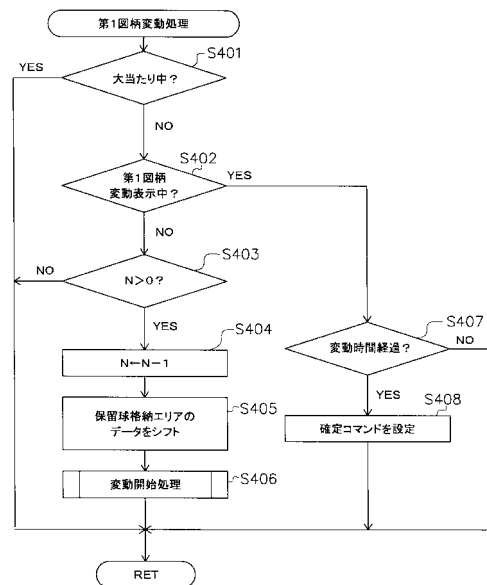 第1図柄変動処理
S401
YES
大当たり中？
NO
S402
YES
第1図柄
変動表示中？
NO
S403
NO
N＞0？
YES
S404
N←N－1
S405
保留球格納エリアの
データをシフト
S406
変動開始処理
S407
NO
変動時間経過？
YES
S408
確定コマンドを設定
RET